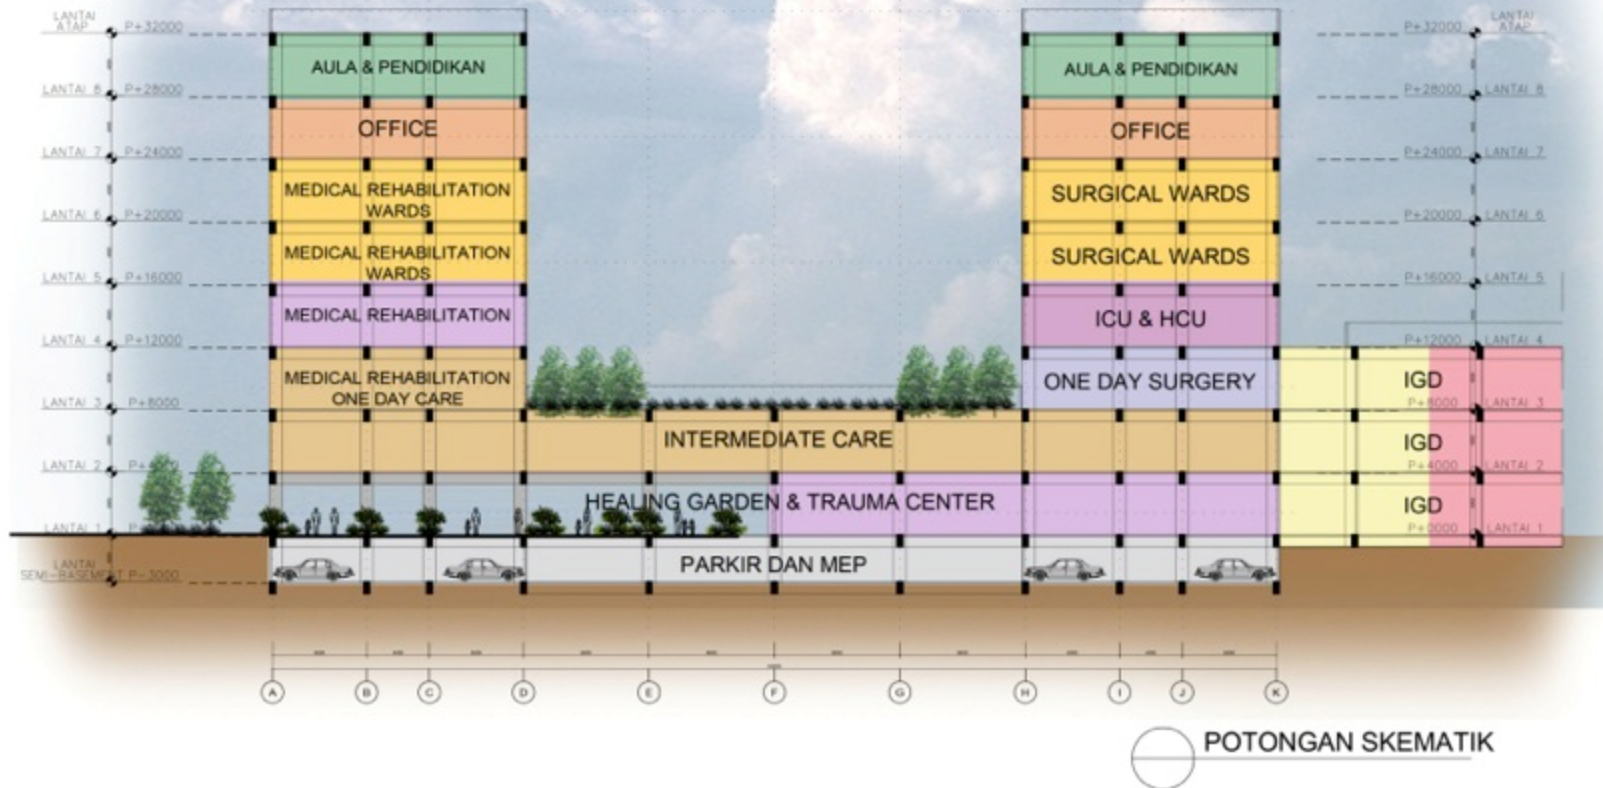 LANTAI
ATAP P+32000
P+32000 LANTAI
ATAP
AULA & PENDIDIKAN
AULA & PENDIDIKAN
LANTAI 8 P+28000
P+28000 LANTAI 8
OFFICE
OFFICE
LANTAI 7 P+24000
P+24000 LANTAI 7
MEDICAL REHABILITATION
WARDS
SURGICAL WARDS
LANTAI 6 P+20000
P+20000 LANTAI 6
MEDICAL REHABILITATION
WARDS
SURGICAL WARDS
LANTAI 5 P+16000
P+16000 LANTAI 5
MEDICAL REHABILITATION
ICU & HCU
LANTAI 4 P+12000
P+12000 LANTAI 4
MEDICAL REHABILITATION
ONE DAY CARE
ONE DAY SURGERY
IGD
LANTAI 3 P+8000
P+8000 LANTAI 3
INTERMEDIATE CARE
IGD
LANTAI 2
P+4000 LANTAI 2
HEALING GARDEN & TRAUMA CENTER
IGD
LANTAI 1
P+0000 LANTAI 1
PARKIR DAN MEP
LANTAI
SEMI-BASEMENT P-3000
A B C D E F G H I J K
POTONGAN SKEMATIK